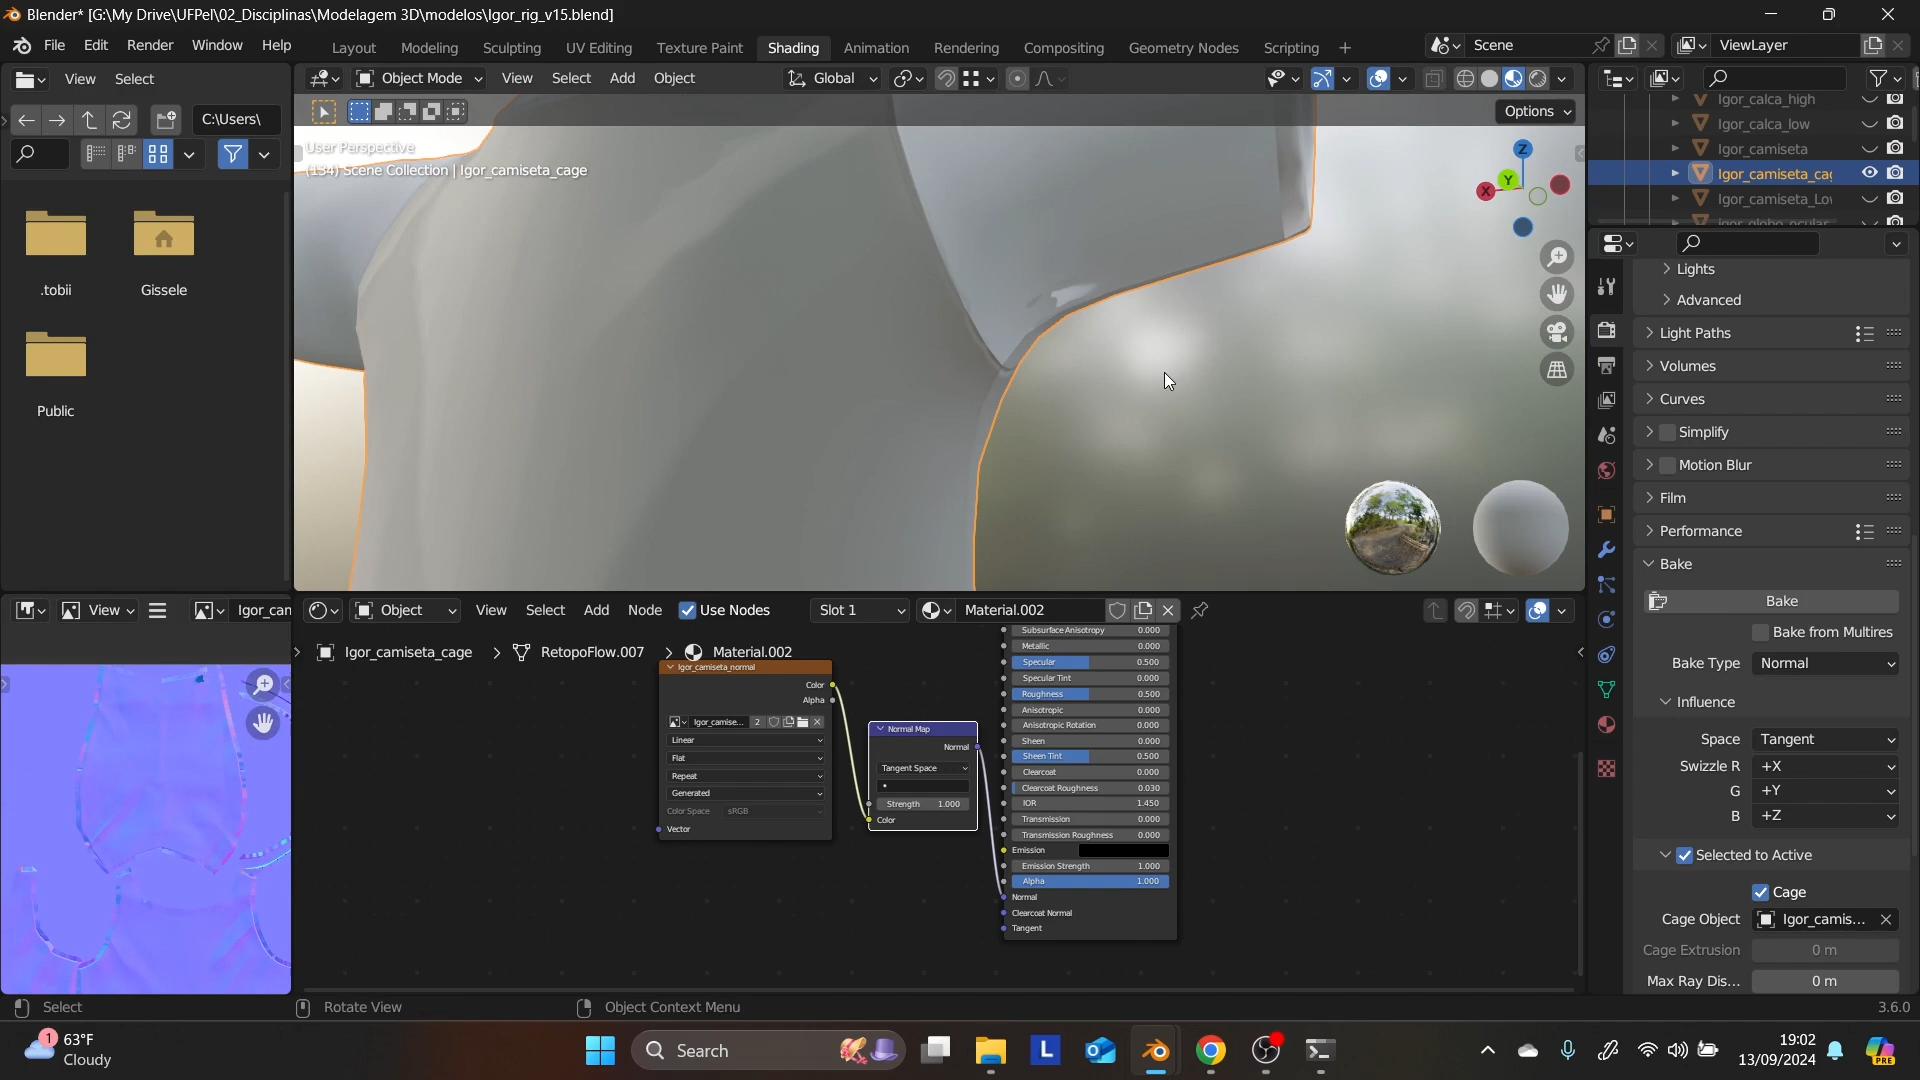 Blender* [G:\My Drive\UFPel\02_Disciplinas\Modelagem 3D\modelos\Igor_rig_v15.blend]
File Edit Render Window Help
Layout Modeling Sculpting UV Editing Texture Paint Shading Animation Rendering Compositing Geometry Nodes Scripting
Scene
ViewLayer
View Select
Object Mode View Select Add Object
Global
C:\Users\
Options
User Perspective
(134) Scene Collection | Igor_camiseta_cage
Z
Y
X
.tobii
Gissele
Public
Igor_calca_high
Igor_calca_low
Igor_camiseta
Igor_camiseta_cag
Igor_camiseta_Lo
Lights
Advanced
Light Paths
Volumes
Curves
Simplify
Motion Blur
Film
Performance
Bake
Bake
Bake from Multires
Bake Type Normal
Influence
Space Tangent
Swizzle R +X
G +Y
B +Z
Selected to Active
Cage
Cage Object Igor_camis...
Cage Extrusion 0 m
Max Ray Dis... 0 m
View
Igor_can
Object View Select Add Node Use Nodes Slot 1 Material.002
Igor_camiseta_cage > RetopoFlow.007 > Material.002
Igor_camiseta_normal
Color
Alpha
Igor_camise... 2
Linear
Flat
Repeat
Generated
Color Space sRGB
Vector
Normal Map
Normal
Tangent Space
Strength 1.000
Color
Subsurface Anisotropy 0.000
Metallic 0.000
Specular 0.500
Specular Tint 0.000
Roughness 0.500
Anisotropic 0.000
Anisotropic Rotation 0.000
Sheen 0.000
Sheen Tint 0.500
Clearcoat 0.000
Clearcoat Roughness 0.030
IOR 1.450
Transmission 0.000
Transmission Roughness 0.000
Emission
Emission Strength 1.000
Alpha 1.000
Normal
Clearcoat Normal
Tangent
Select
Rotate View
Object Context Menu
3.6.0
1
63°F
Cloudy
Search
L
19:02
13/09/2024
PRE